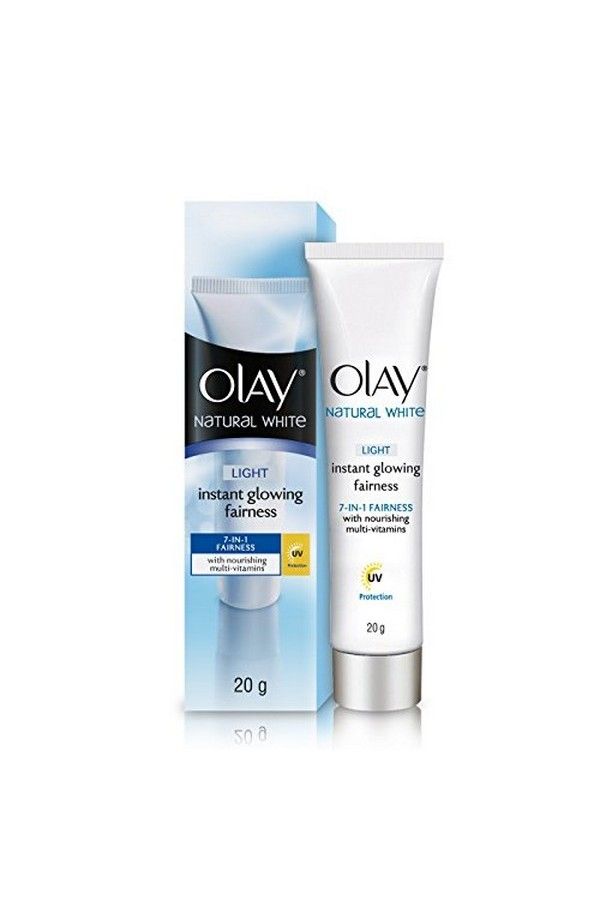 OLAY®
NATURAL WHITE
LIGHT
instant glowing
fairness
7-IN-1
FAIRNESS
with nourishing
multi-vitamins
UV
Protection
20 g
OLAY®
NATURAL WHITE
LIGHT
instant glowing
fairness
7-IN-1 FAIRNESS
with nourishing
multi-vitamins
UV
Protection
20 g